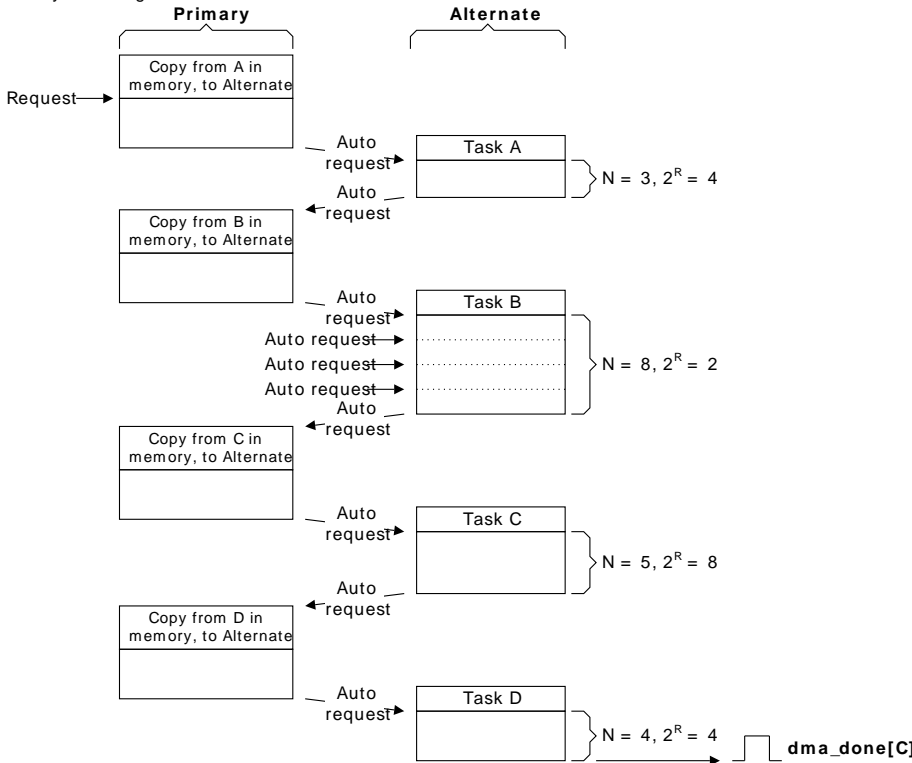 Primary
Alternate
Copy from A in
memory, to Alternate
Request
Auto
request
Task A
N = 3, 2^R = 4
Auto
request
Copy from B in
memory, to Alternate
Auto
request
Task B
Auto request
Auto request
Auto request
N = 8, 2^R = 2
Auto
request
Copy from C in
memory, to Alternate
Auto
request
Task C
N = 5, 2^R = 8
Auto
request
Copy from D in
memory, to Alternate
Auto
request
Task D
N = 4, 2^R = 4
dma_done[C]